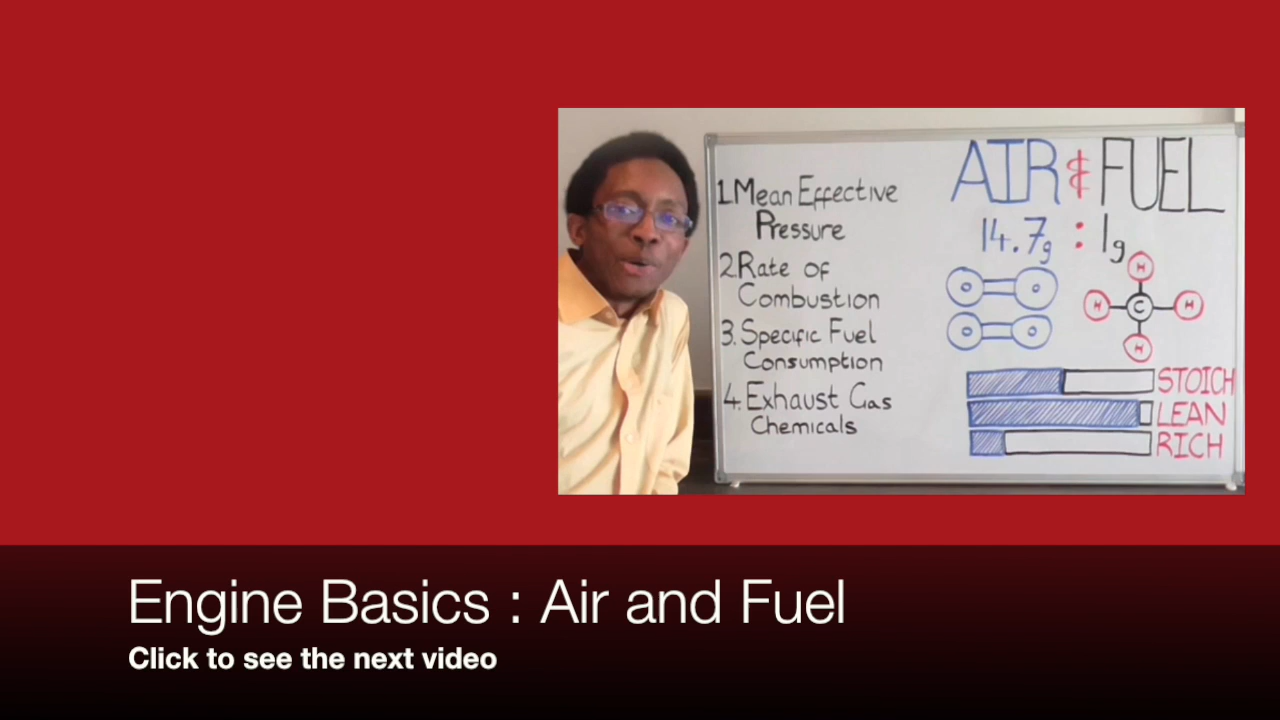 AIR & FUEL
14.7g : 1g
1. Mean Effective
Pressure
2. Rate of
Combustion
3. Specific Fuel
Consumption
4. Exhaust Gas
Chemicals
O O
O O
H
H C H
H
STOICH
LEAN
RICH
Engine Basics : Air and Fuel
Click to see the next video